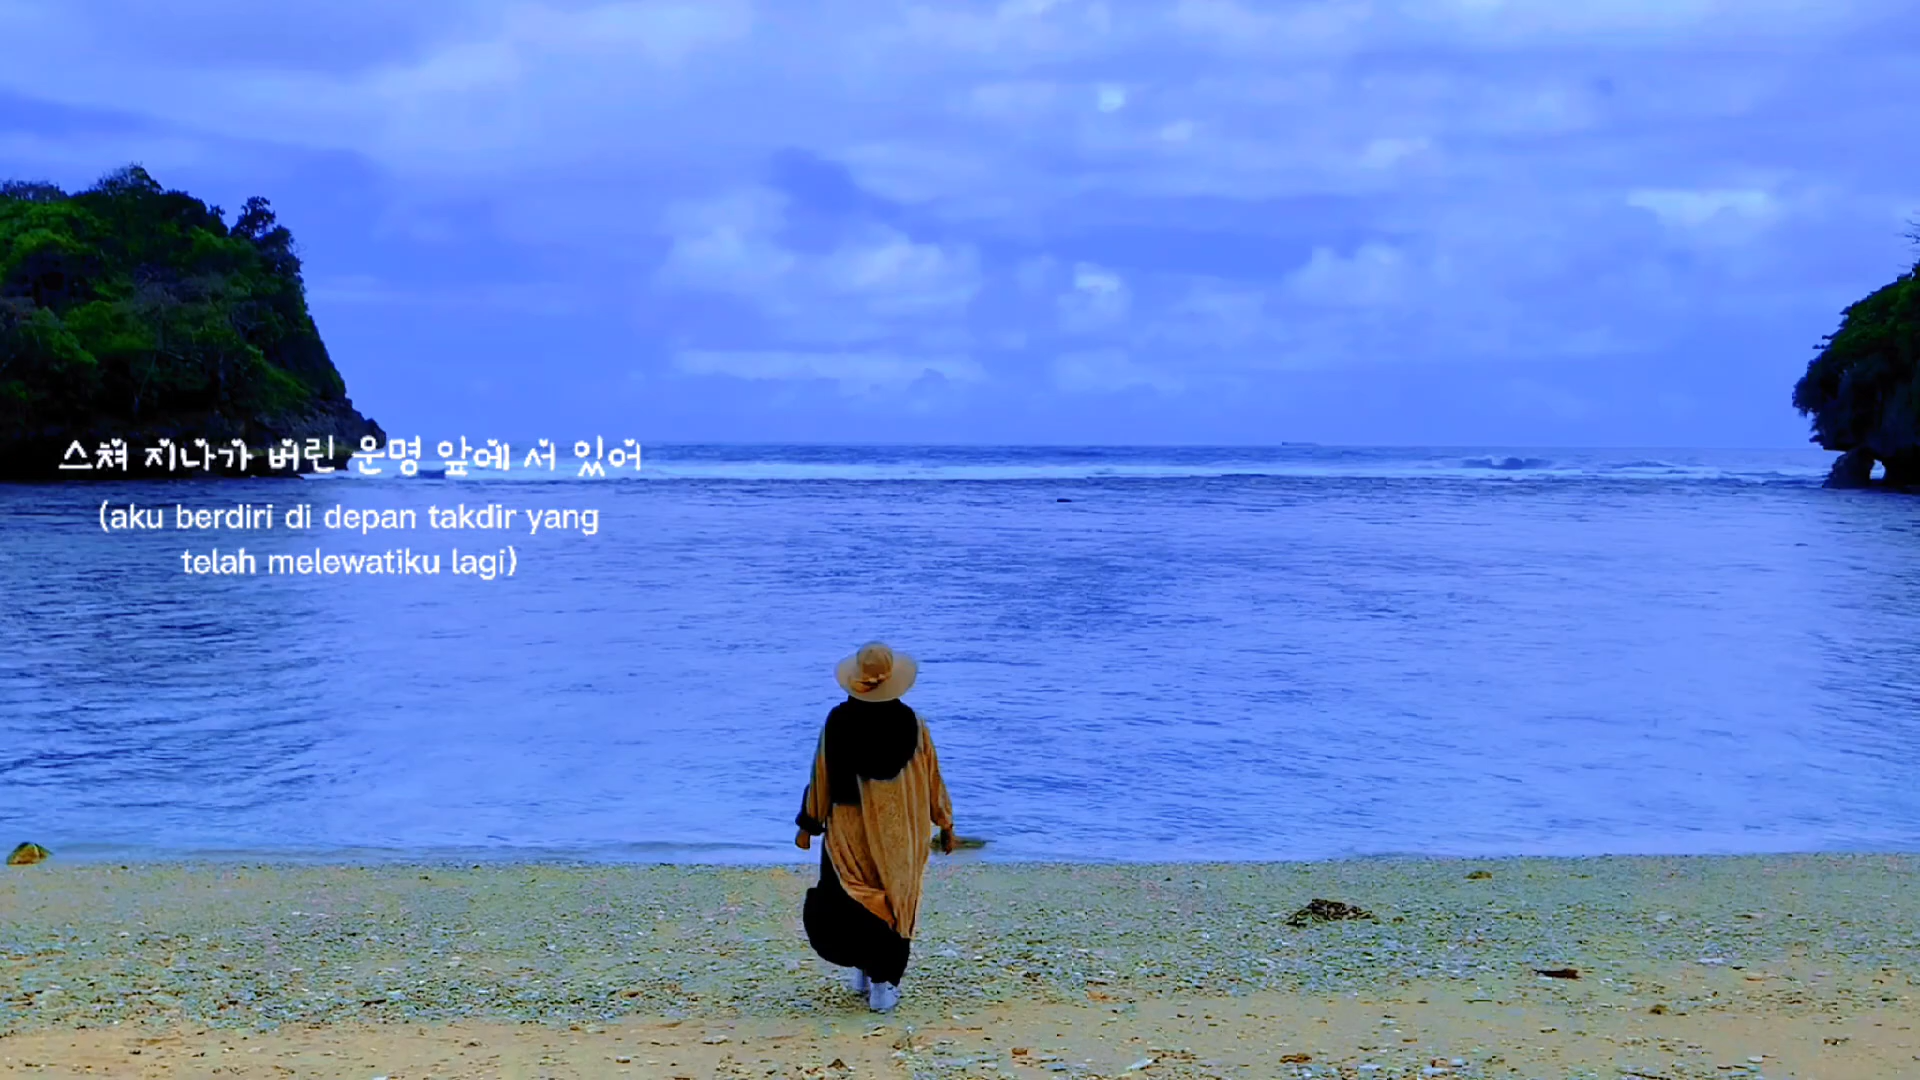 스쳐 지나가 버린 운명 앞에 서 있어
(aku berdiri di depan takdir yang
telah melewatiku lagi)